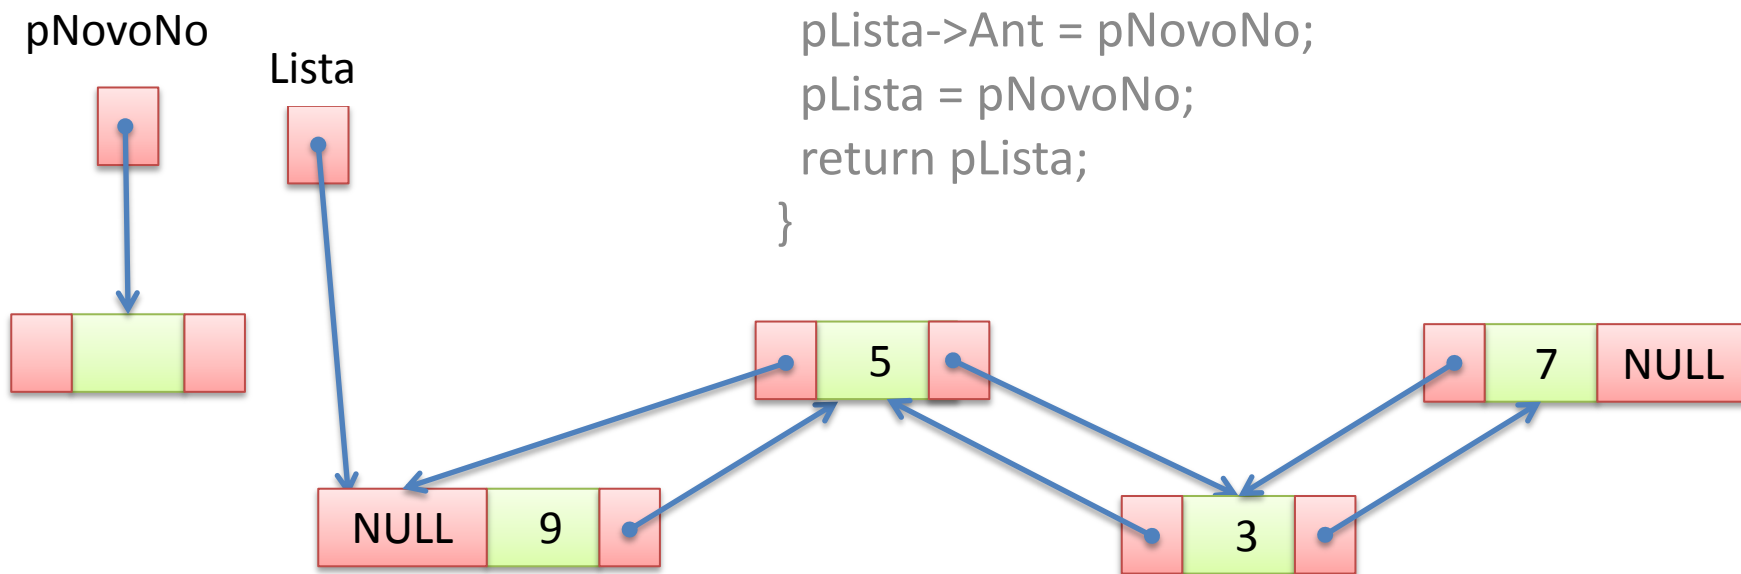 pNovoNo
Lista
pLista->Ant = pNovoNo;
pLista = pNovoNo;
return pLista;
}
5
7
NULL
NULL
9
3